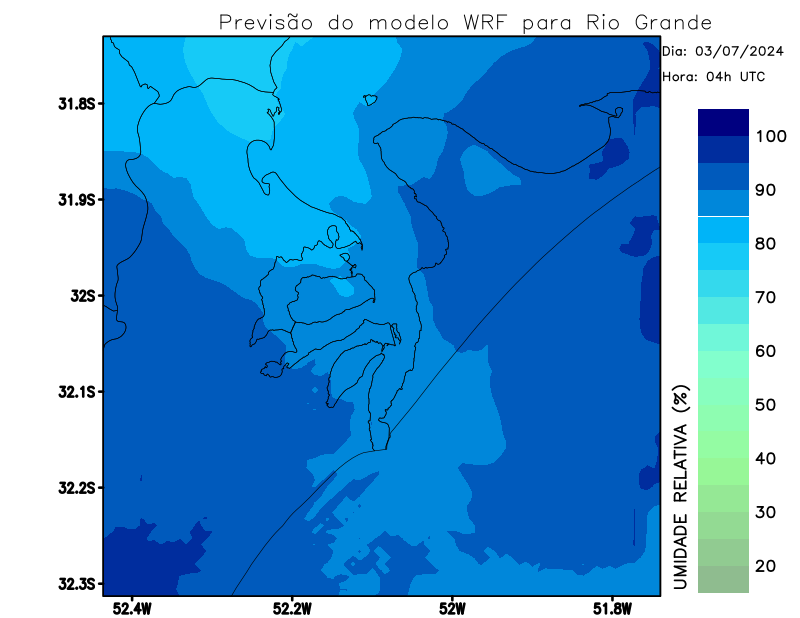 Previsão do modelo WRF para Rio Grande
Dia: 03/07/2024
Hora: 04h UTC
31.8S
31.9S
32S
32.1S
32.2S
32.3S
52.4W
52.2W
52W
51.8W
100
90
80
70
60
50
40
30
20
UMIDADE RELATIVA (%)